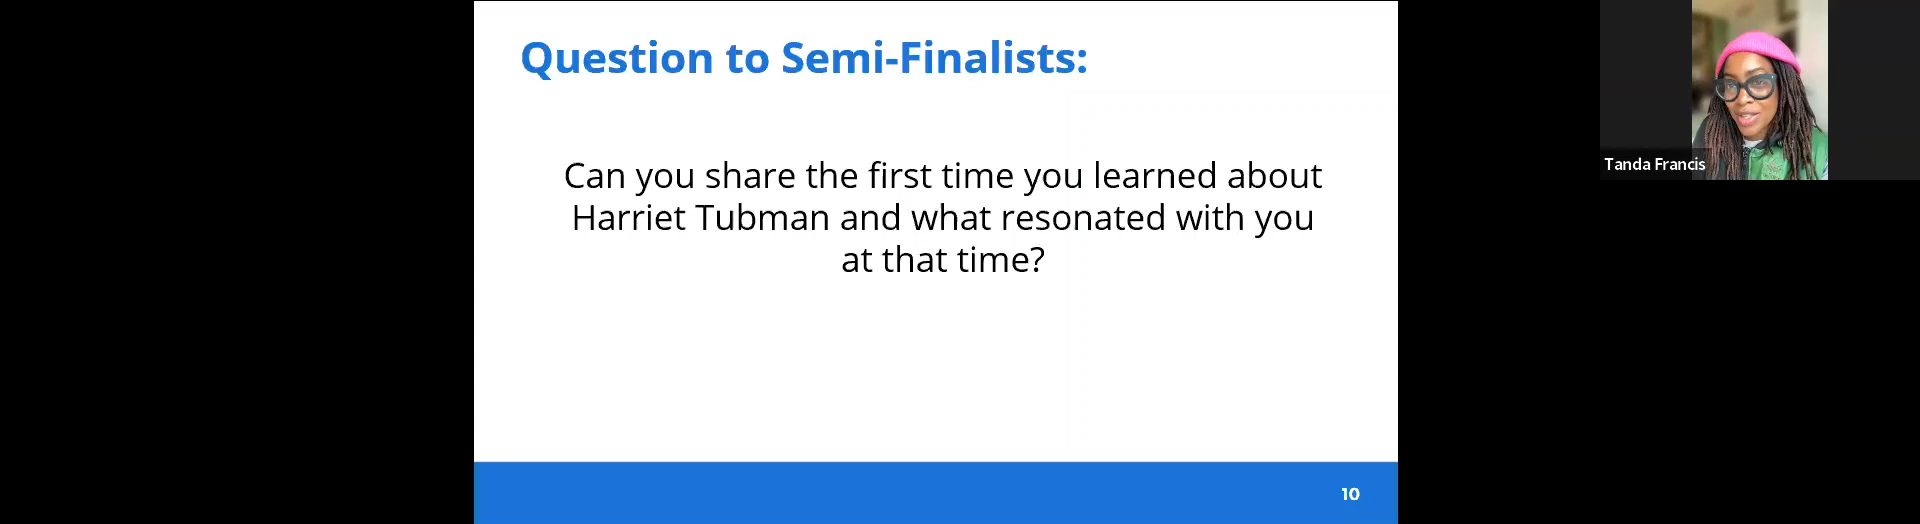 Question to Semi-Finalists:
Can you share the first time you learned about
Harriet Tubman and what resonated with you
at that time?
10
Tanda Francis